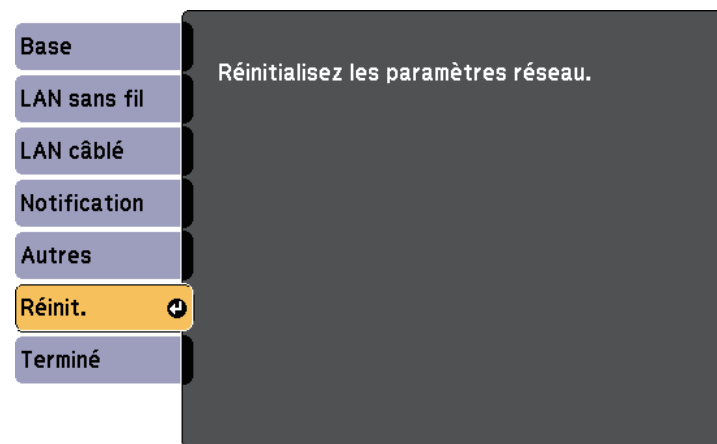 Base
LAN sans fil
LAN câblé
Notification
Autres
Réinit.
Terminé
Réinitialisez les paramètres réseau.